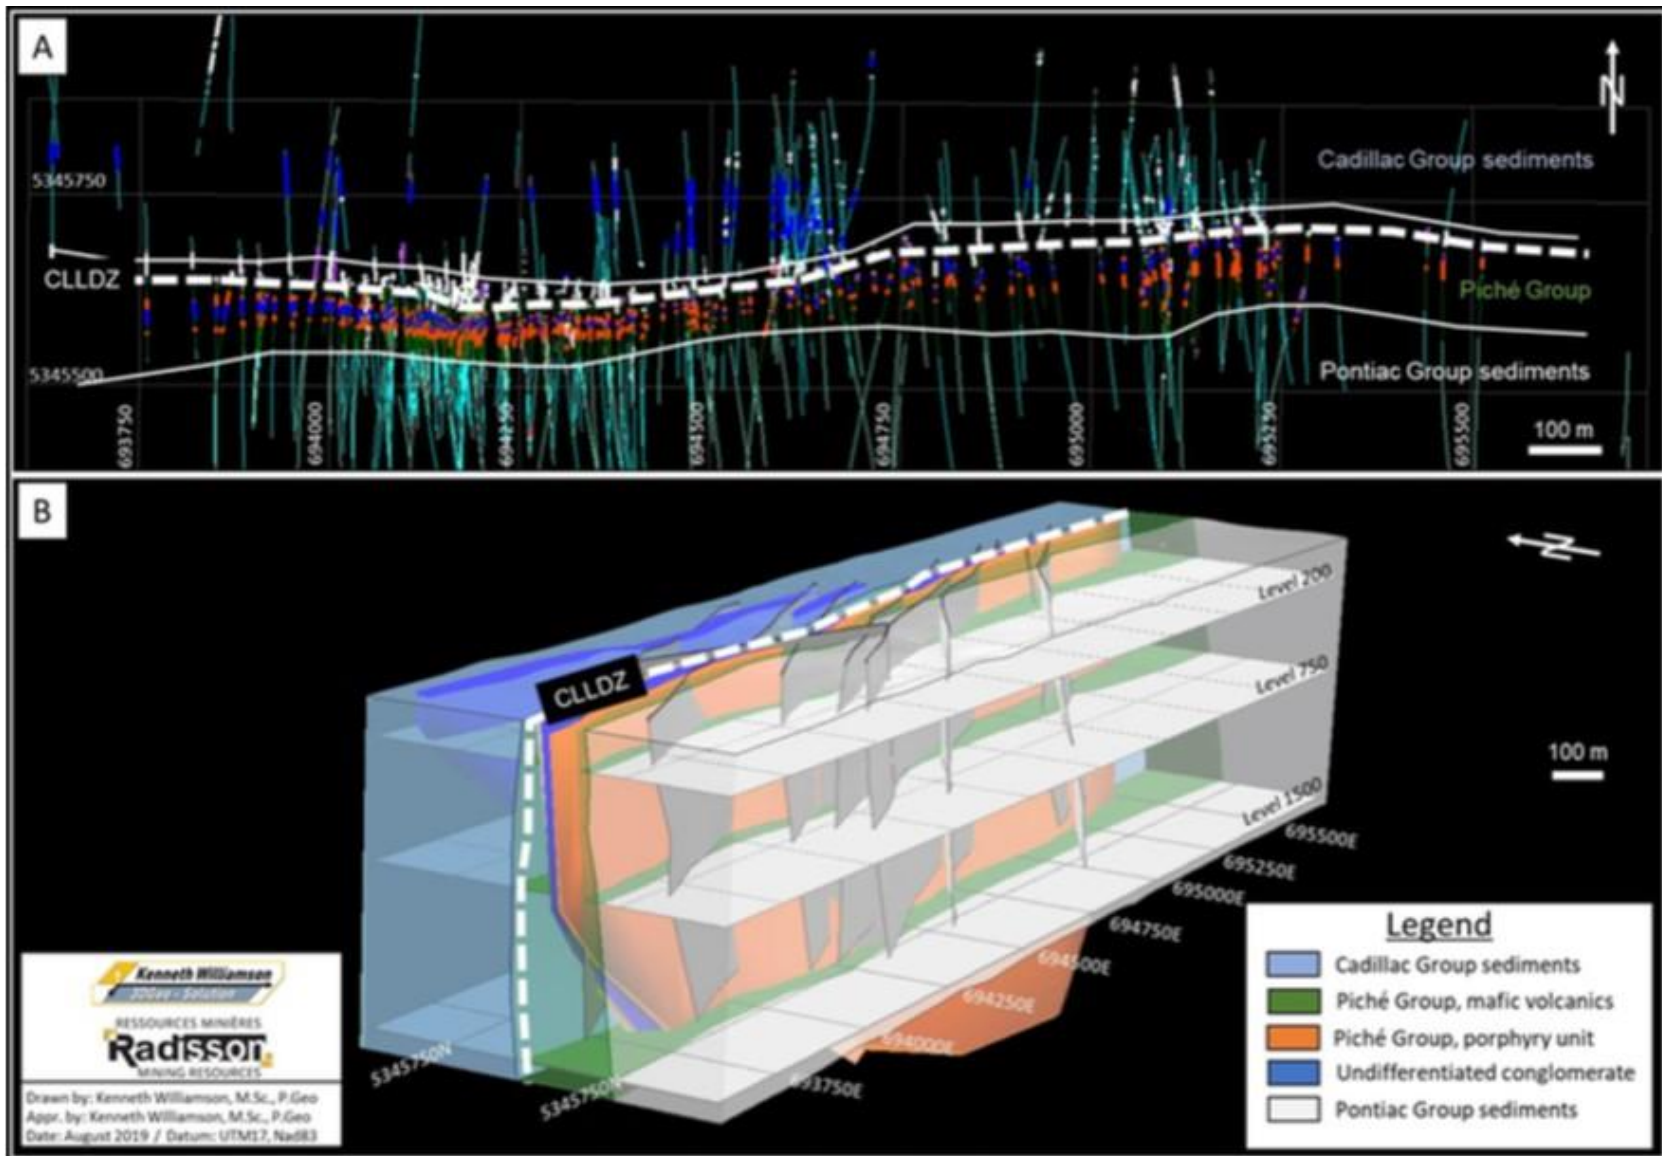 A
N
Cadillac Group sediments
5345750
CLLDZ
Piché Group
Pontiac Group sediments
5345500
693750
694000
694250
694500
694750
695000
695250
695500
100 m
B
N
Level 200
CLLDZ
Level 750
100 m
Level 1500
695500E
695250E
695000E
694750E
694500E
694250E
694000E
693750E
5345750N
5345750N
Legend
Cadillac Group sediments
Piché Group, mafic volcanics
Piché Group, porphyry unit
Undifferentiated conglomerate
Pontiac Group sediments
Kenneth Williamson
3DGeo - Solution
RESSOURCES MINIÈRES
Radisson
MINING RESOURCES
Drawn by: Kenneth Williamson, M.Sc., P.Geo
Appr. by: Kenneth Williamson, M.Sc., P.Geo
Date: August 2019 / Datum: UTM17, Nad83